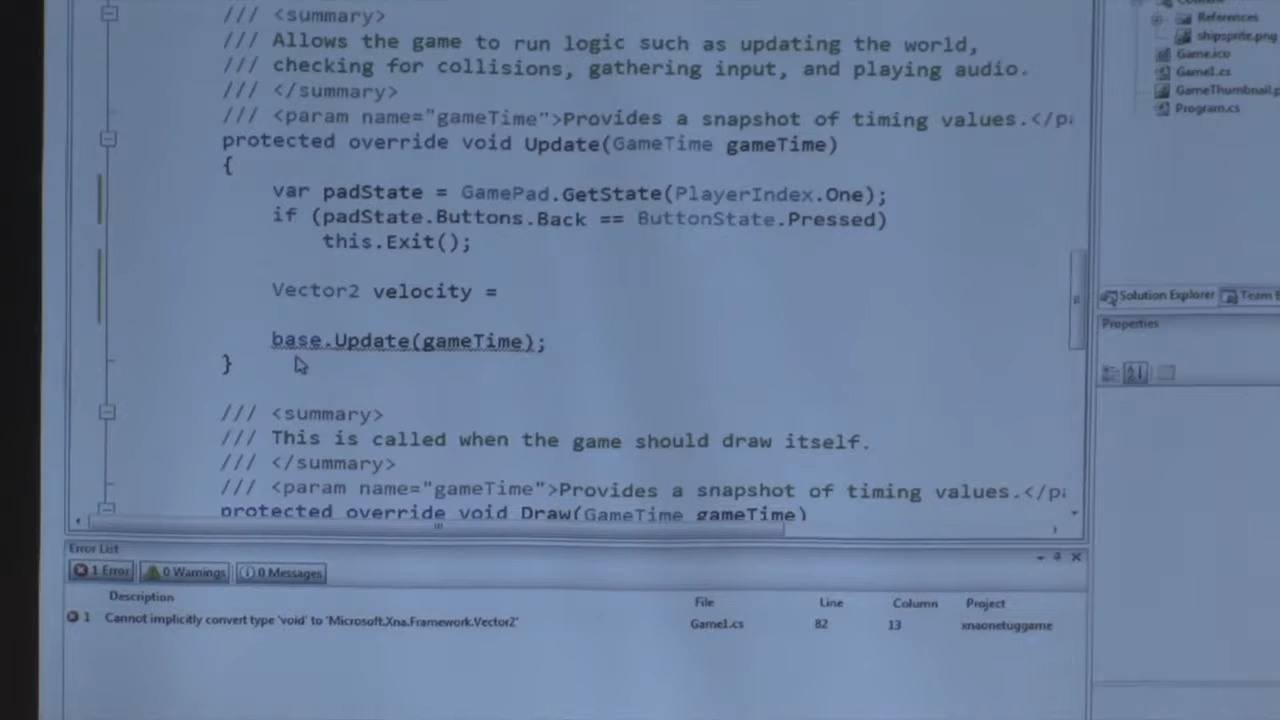 /// <summary>
/// Allows the game to run logic such as updating the world,
/// checking for collisions, gathering input, and playing audio.
/// </summary>
/// <param name="gameTime">Provides a snapshot of timing values.</pa
protected override void Update(GameTime gameTime)
{
var padState = GamePad.GetState(PlayerIndex.One);
if (padState.Buttons.Back == ButtonState.Pressed)
this.Exit();
Vector2 velocity =
base.Update(gameTime);
}
/// <summary>
/// This is called when the game should draw itself.
/// </summary>
/// <param name="gameTime">Provides a snapshot of timing values.</pa
protected override void Draw(GameTime gameTime)
References
shipsprite.png
Game.ico
Game1.cs
GameThumbnail.p
Program.cs
Solution Explorer
Team
Properties
Error List
1 Error
0 Warnings
0 Messages
Description File Line Column Project
1 Cannot implicitly convert type 'void' to 'Microsoft.Xna.Framework.Vector2' Game1.cs 82 13 xnaonetuggame